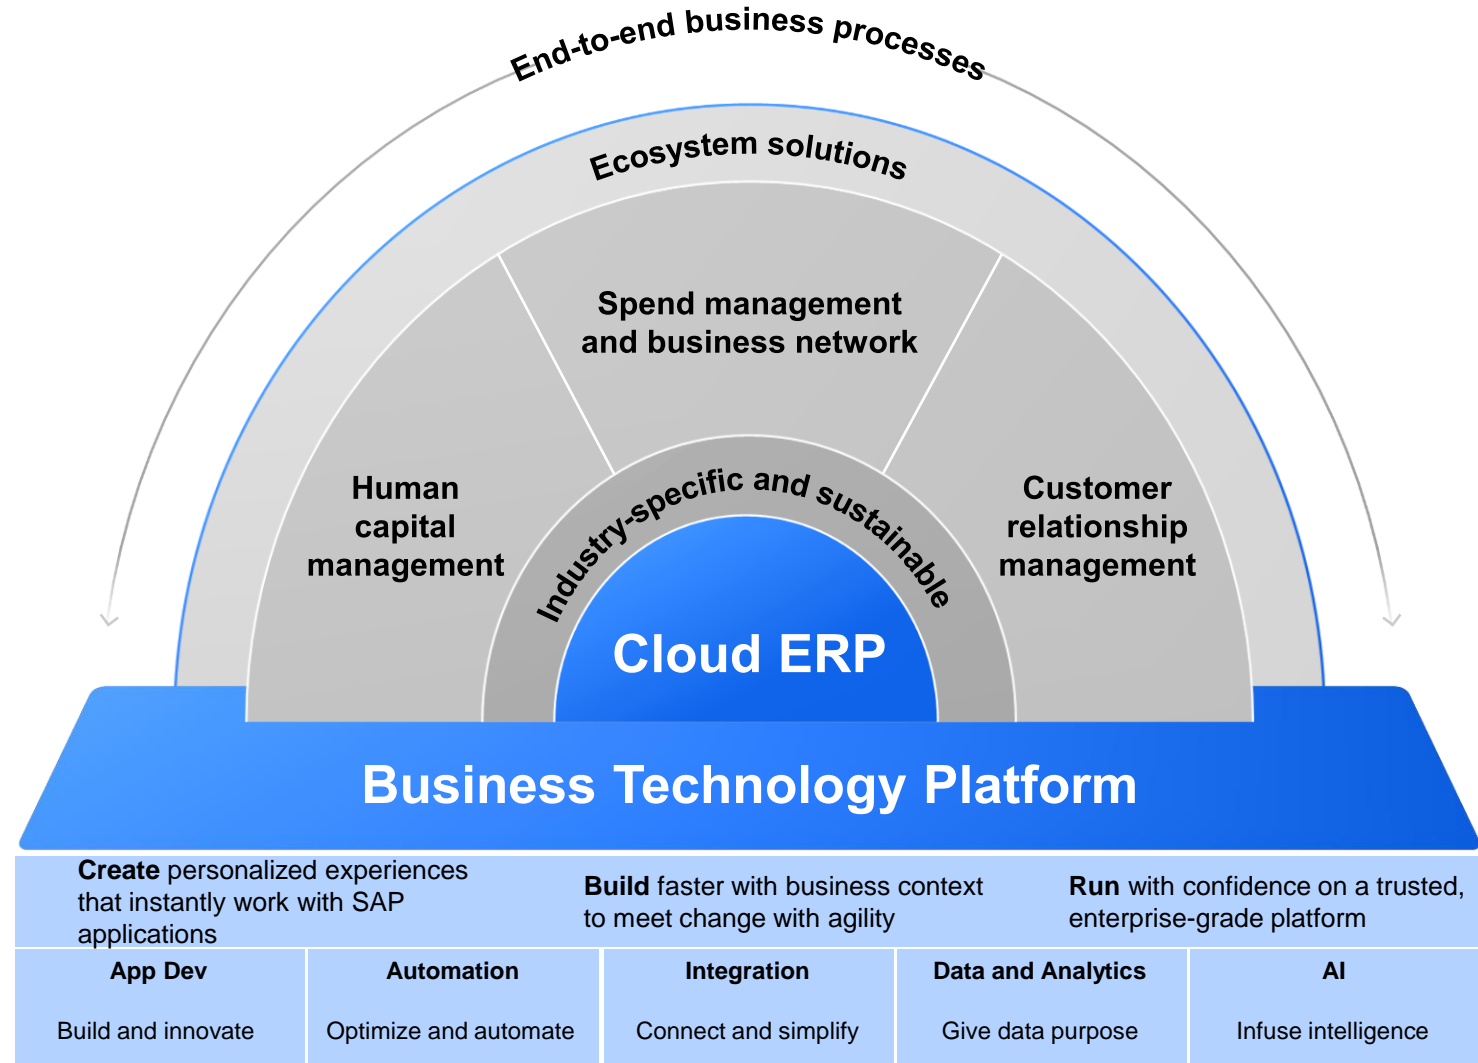 End-to-end business processes
Ecosystem solutions
Spend management
and business network
Human
capital
management
Customer
relationship
management
Industry-specific and sustainable
Cloud ERP
Business Technology Platform
Create personalized experiences
that instantly work with SAP
applications
Build faster with business context
to meet change with agility
Run with confidence on a trusted,
enterprise-grade platform
App Dev
Build and innovate
Automation
Optimize and automate
Integration
Connect and simplify
Data and Analytics
Give data purpose
AI
Infuse intelligence